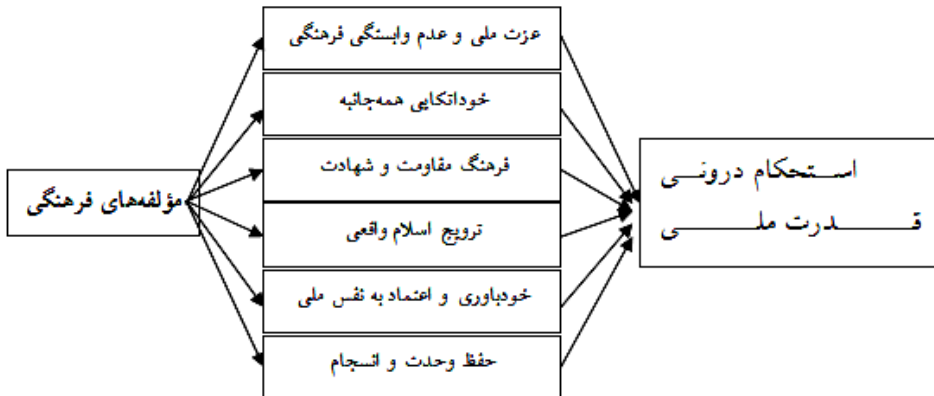 عزت ملی و عدم وابستگی فرهنگی
خوداتکایی همه‌جانبه
فرهنگ مقاومت و شهادت
ترویج اسلام واقعی
خودباوری و اعتماد به نفس ملی
حفظ وحدت و انسجام
مؤلفه‌های فرهنگی
استحکام درونی
قدرت ملی